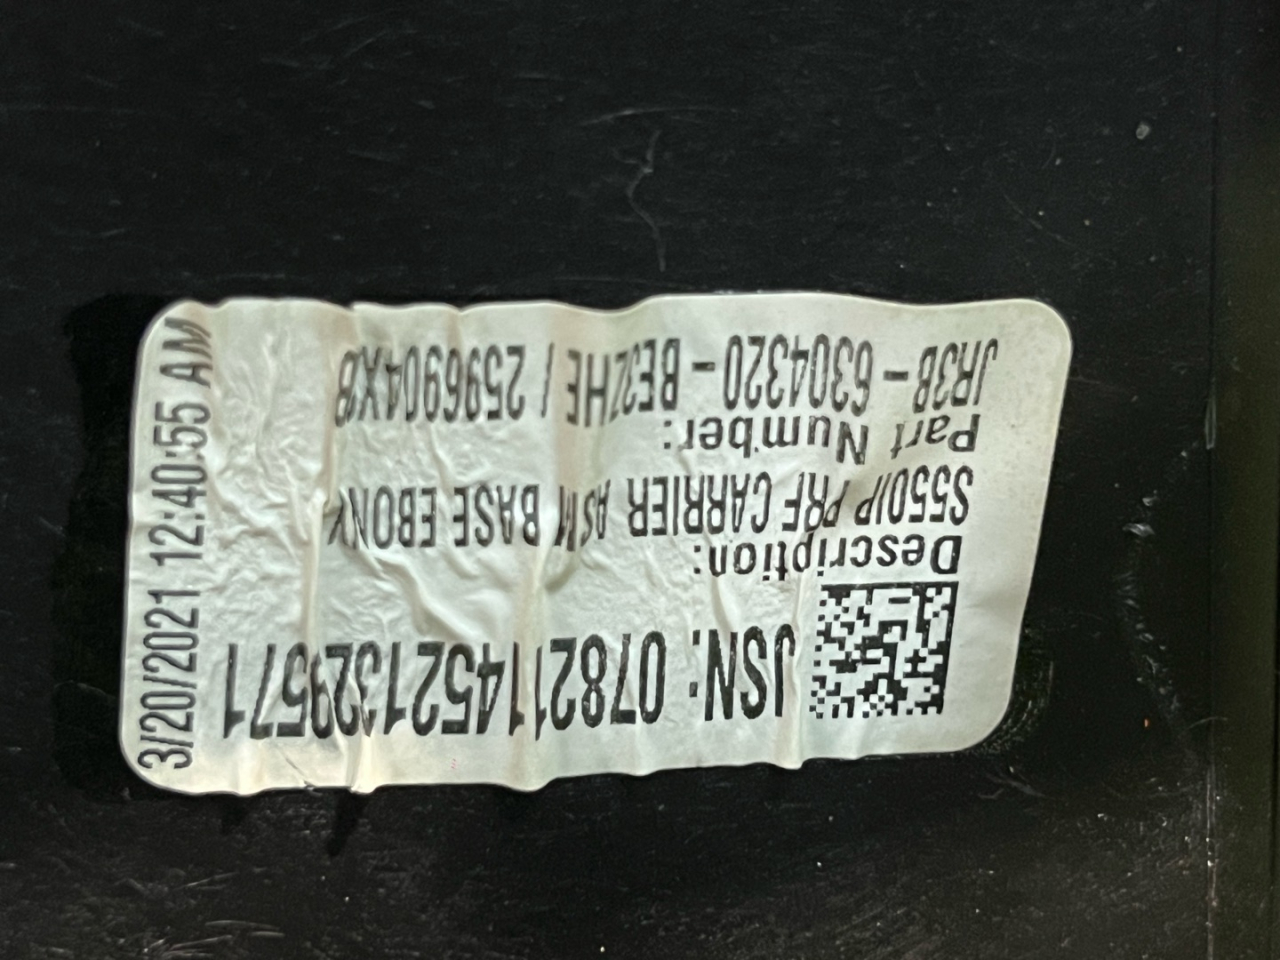 JSN: 0782114521329571
Description:
S550IP PRF CARRIER ASM BASE EBONY
Part Number:
JR3B - 6304320 - BE3ZHE / 2596904X8
3/20/2021 12:40:55 AM